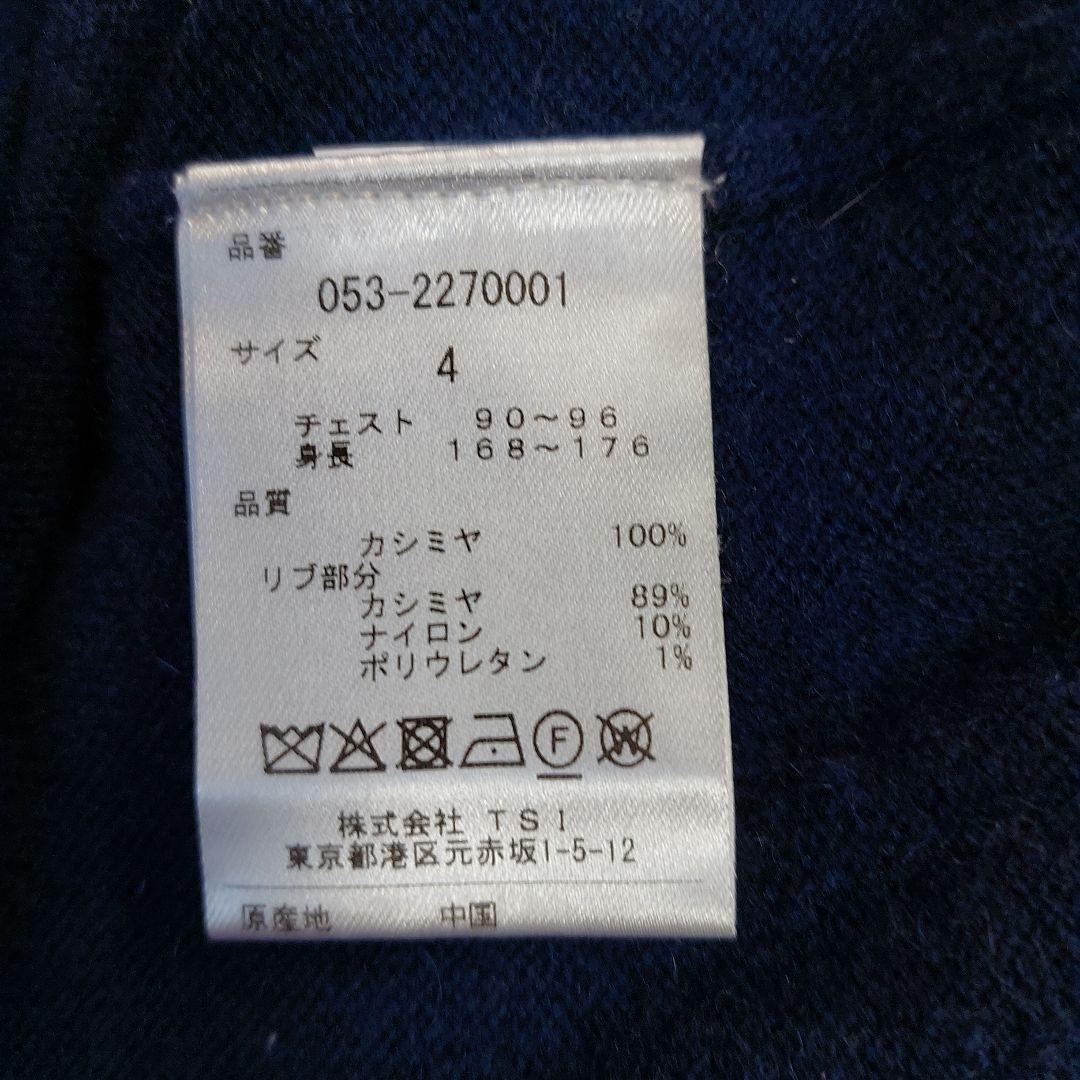 品番
053-2270001
サイズ 4
チェスト 90～96
身長 168～176
品質
カシミヤ 100%
リブ部分
カシミヤ 89%
ナイロン 10%
ポリウレタン 1%
F W
株式会社 TSI
東京都港区元赤坂1-5-12
原産地 中国